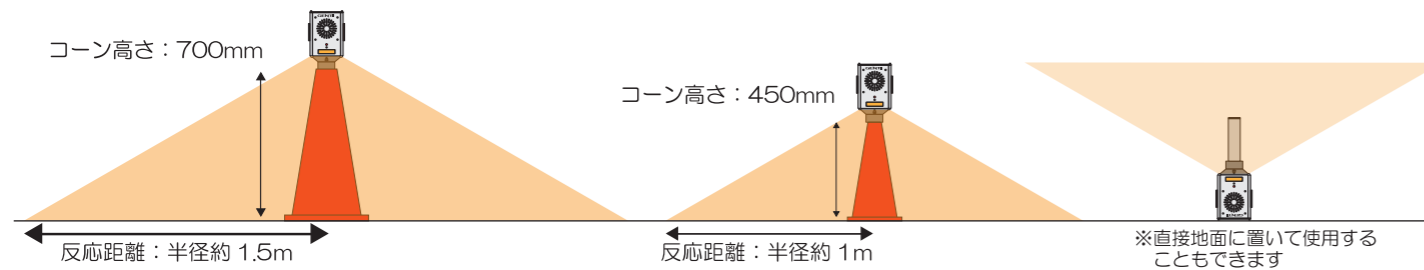 コーン高さ：700mm
反応距離：半径約 1.5m
コーン高さ：450mm
反応距離：半径約 1m
※直接地面に置いて使用する
こともできます